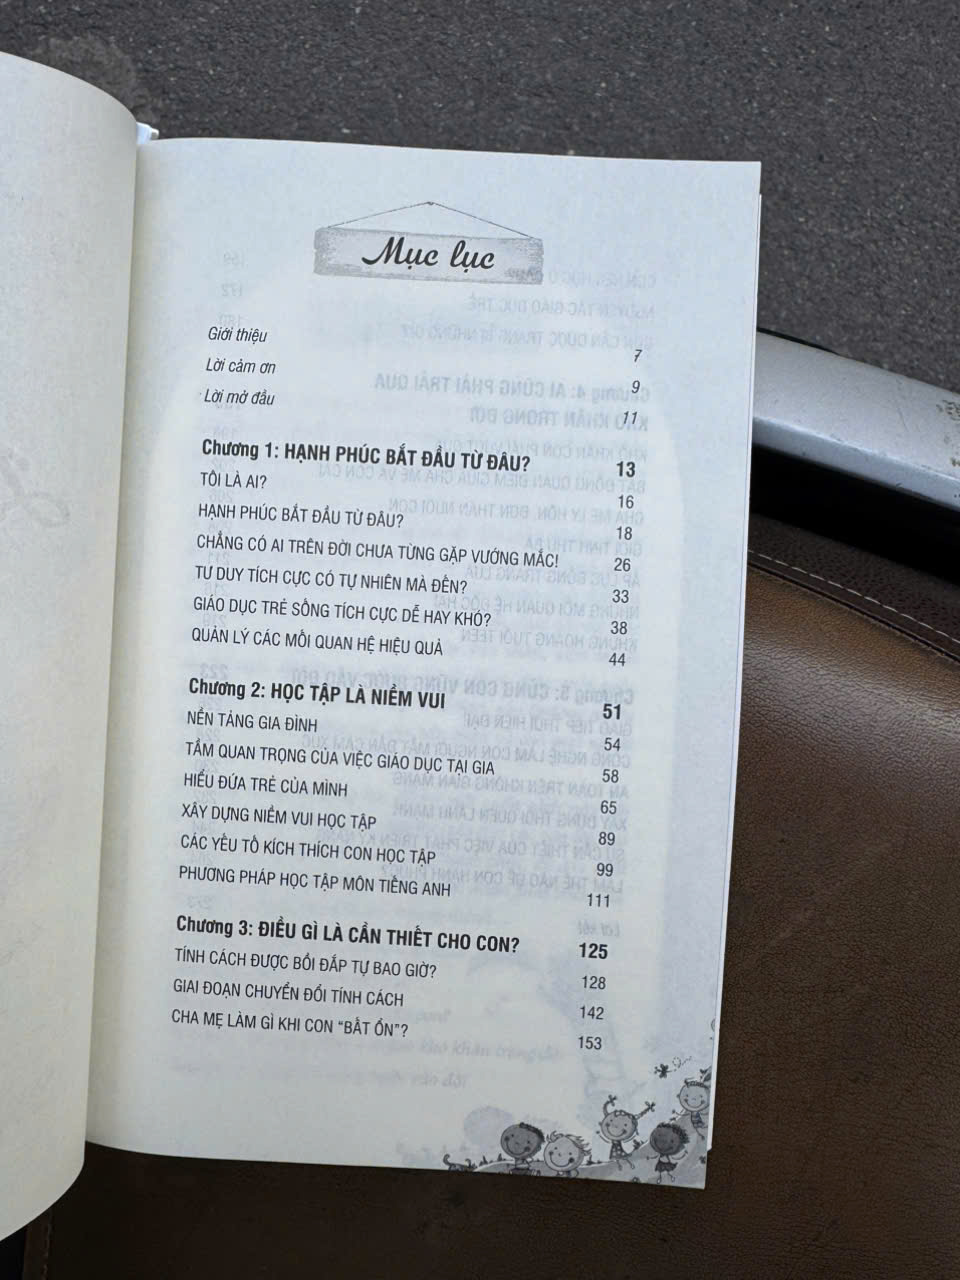 Mục lục
Giới thiệu 7
Lời cảm ơn 9
Lời mở đầu 11
Chương 1: HẠNH PHÚC BẮT ĐẦU TỪ ĐÂU? 13
TÔI LÀ AI? 16
HẠNH PHÚC BẮT ĐẦU TỪ ĐÂU? 18
CHẲNG CÓ AI TRÊN ĐỜI CHƯA TỪNG GẶP VƯỚNG MẮC! 26
TƯ DUY TÍCH CỰC CÓ TỰ NHIÊN MÀ ĐẾN? 33
GIÁO DỤC TRẺ SỐNG TÍCH CỰC DỄ HAY KHÓ? 38
QUẢN LÝ CÁC MỐI QUAN HỆ HIỆU QUẢ 44
Chương 2: HỌC TẬP LÀ NIỀM VUI 51
NỀN TẢNG GIA ĐÌNH 54
TẦM QUAN TRỌNG CỦA VIỆC GIÁO DỤC TẠI GIA 58
HIỂU ĐỨA TRẺ CỦA MÌNH 65
XÂY DỰNG NIỀM VUI HỌC TẬP 89
CÁC YẾU TỐ KÍCH THÍCH CON HỌC TẬP 99
PHƯƠNG PHÁP HỌC TẬP MÔN TIẾNG ANH 111
Chương 3: ĐIỀU GÌ LÀ CẦN THIẾT CHO CON? 125
TÍNH CÁCH ĐƯỢC BỒI ĐẮP TỰ BAO GIỜ? 128
GIAI ĐOẠN CHUYỂN ĐỔI TÍNH CÁCH 142
CHA MẸ LÀM GÌ KHI CON “BẤT ỔN”? 153